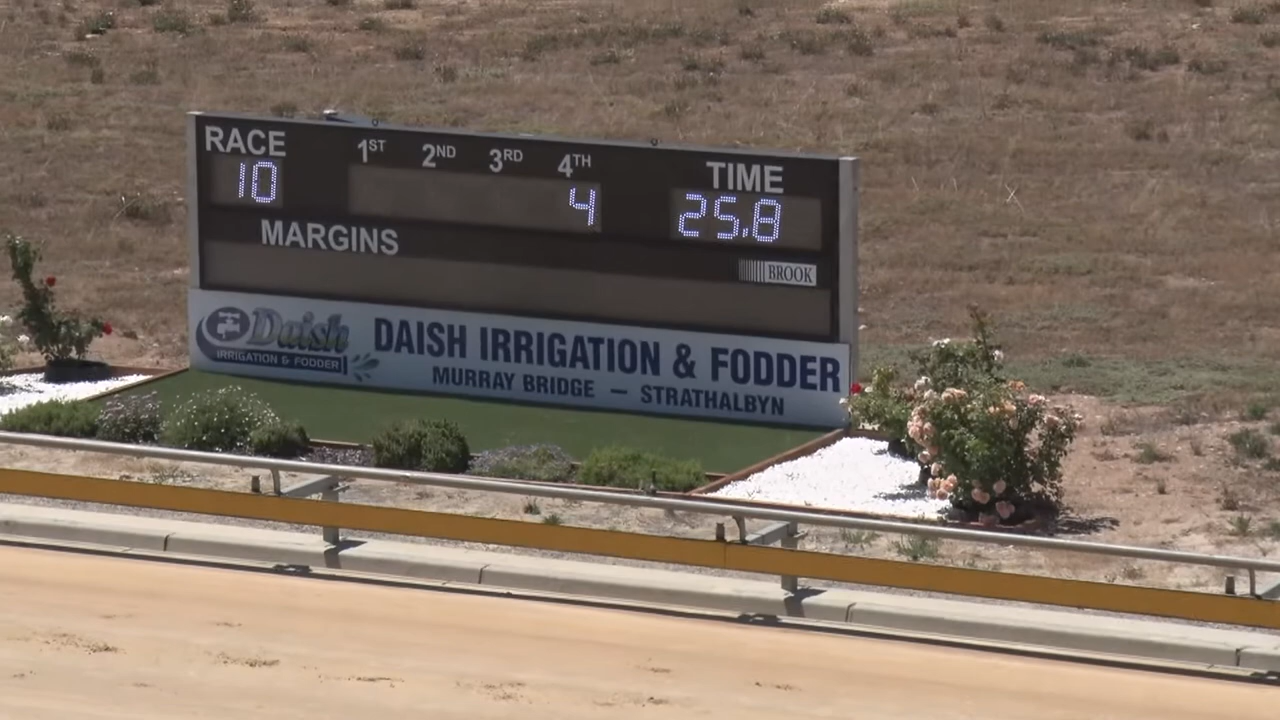 RACE 1ST 2ND 3RD 4TH TIME
10 4 25.8
MARGINS
BROOK
Daish
IRRIGATION & FODDER
DAISH IRRIGATION & FODDER
MURRAY BRIDGE — STRATHALBYN